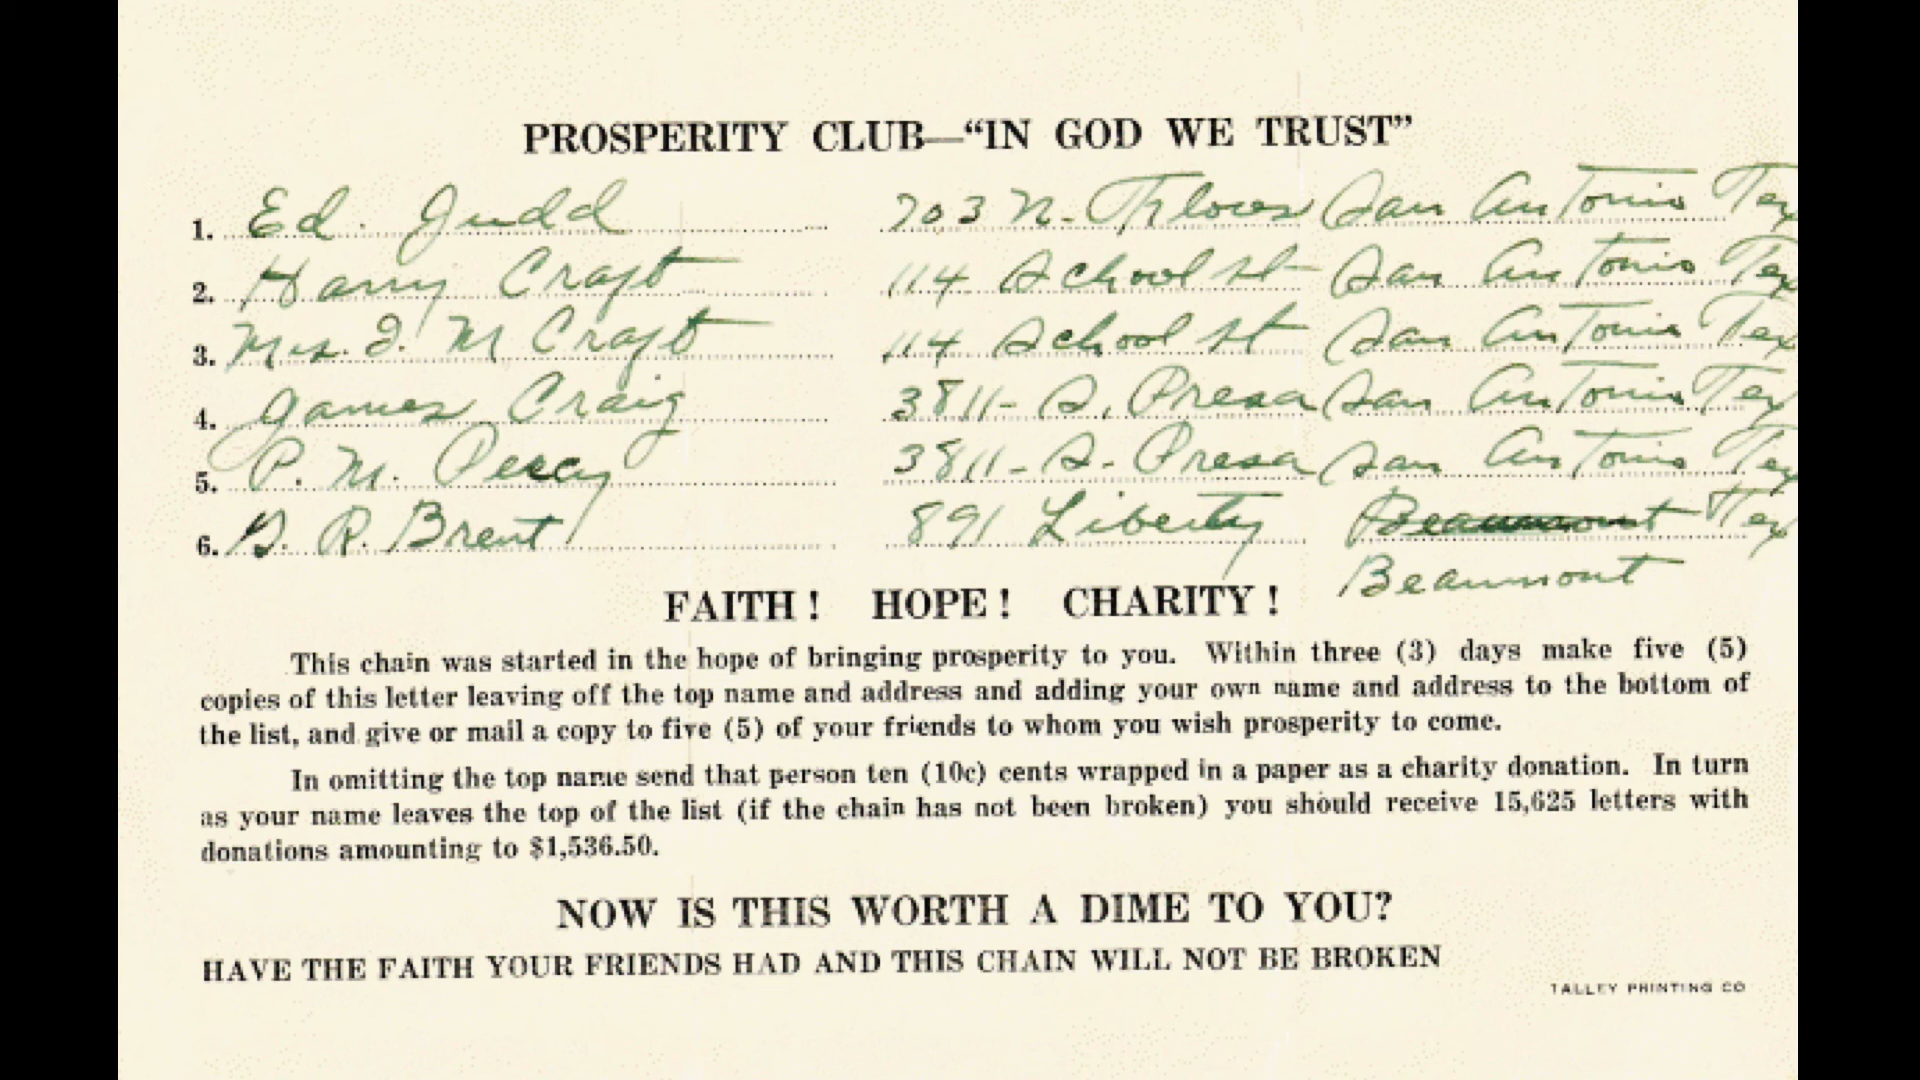 PROSPERITY CLUB—“IN GOD WE TRUST”
1. Ed. Judd 703 N. Flores San Antonio Tex
2. Harry Craft 114 School St San Antonio Tex
3. Mrs. I. M Craft 114 School St San Antonio Tex
4. James Craig 3811- S. Presa San Antonio Tex
5. P. M. Percy 3811- S. Presa San Antonio Tex
6. R. Brent 891 Liberty Beaumont Tex
Beaumont
FAITH! HOPE! CHARITY!
This chain was started in the hope of bringing prosperity to you. Within three (3) days make five (5)
copies of this letter leaving off the top name and address and adding your own name and address to the bottom of
the list, and give or mail a copy to five (5) of your friends to whom you wish prosperity to come.
In omitting the top name send that person ten (10c) cents wrapped in a paper as a charity donation. In turn
as your name leaves the top of the list (if the chain has not been broken) you should receive 15,625 letters with
donations amounting to $1,536.50.
NOW IS THIS WORTH A DIME TO YOU?
HAVE THE FAITH YOUR FRIENDS HAD AND THIS CHAIN WILL NOT BE BROKEN
TALLEY PRINTING CO